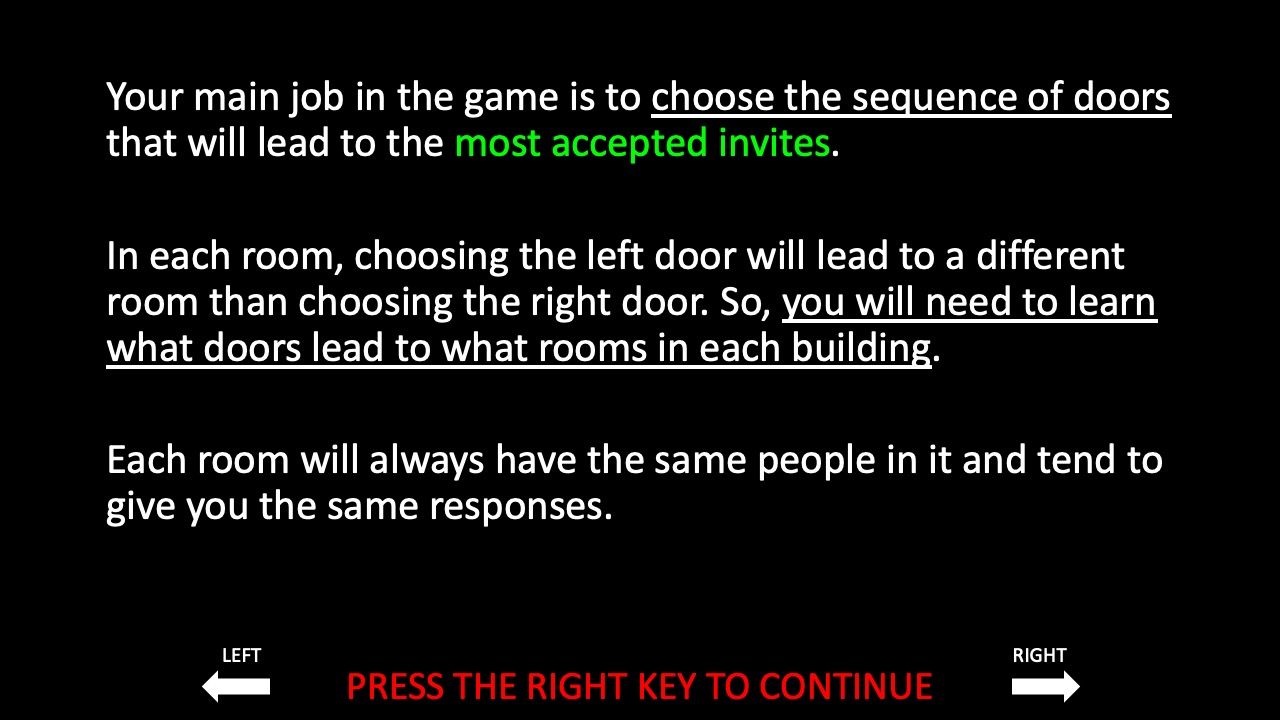 Your main job in the game is to choose the sequence of doors
that will lead to the most accepted invites.
In each room, choosing the left door will lead to a different
room than choosing the right door. So, you will need to learn
what doors lead to what rooms in each building.
Each room will always have the same people in it and tend to
give you the same responses.
LEFT
RIGHT
PRESS THE RIGHT KEY TO CONTINUE